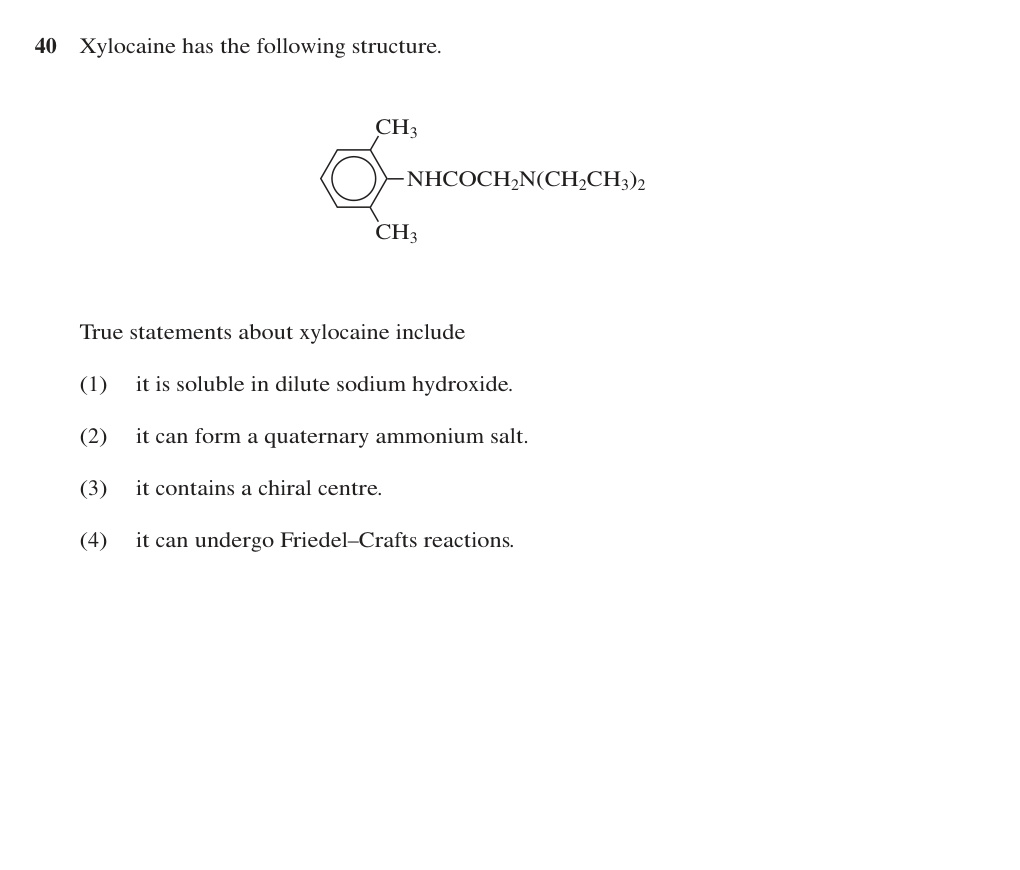 40 Xylocaine has the following structure.
CH₃
NHCOCH₂N(CH₂CH₃)₂
CH₃
True statements about xylocaine include
(1) it is soluble in dilute sodium hydroxide.
(2) it can form a quaternary ammonium salt.
(3) it contains a chiral centre.
(4) it can undergo Friedel–Crafts reactions.